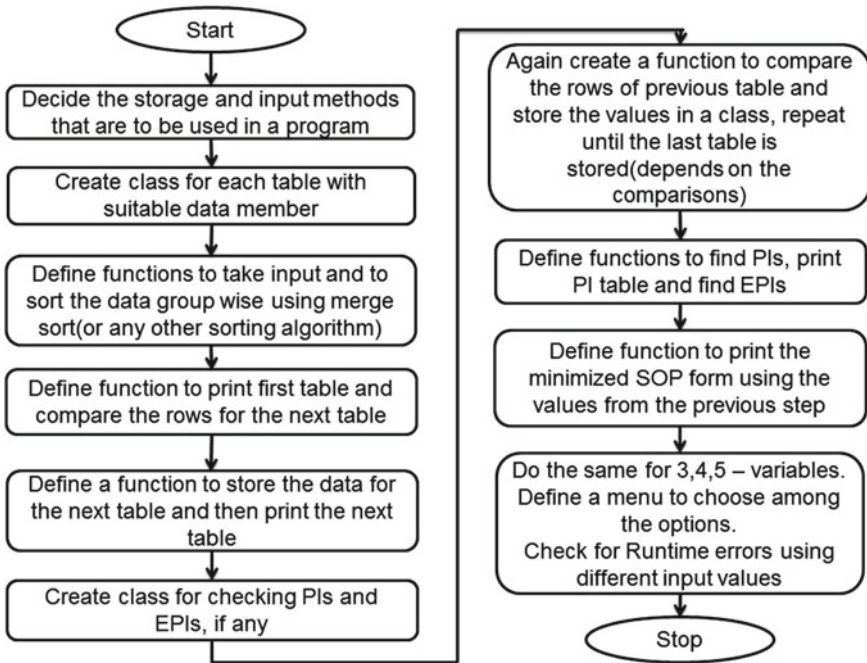 Start
Decide the storage and input methods
that are to be used in a program
Create class for each table with
suitable data member
Define functions to take input and to
sort the data group wise using merge
sort(or any other sorting algorithm)
Define function to print first table and
compare the rows for the next table
Define a function to store the data for
the next table and then print the next
table
Create class for checking PIs and
EPIs, if any
Again create a function to compare
the rows of previous table and
store the values in a class, repeat
until the last table is
stored(depends on the
comparisons)
Define functions to find PIs, print
PI table and find EPIs
Define function to print the
minimized SOP form using the
values from the previous step
Do the same for 3,4,5 – variables.
Define a menu to choose among
the options.
Check for Runtime errors using
different input values
Stop